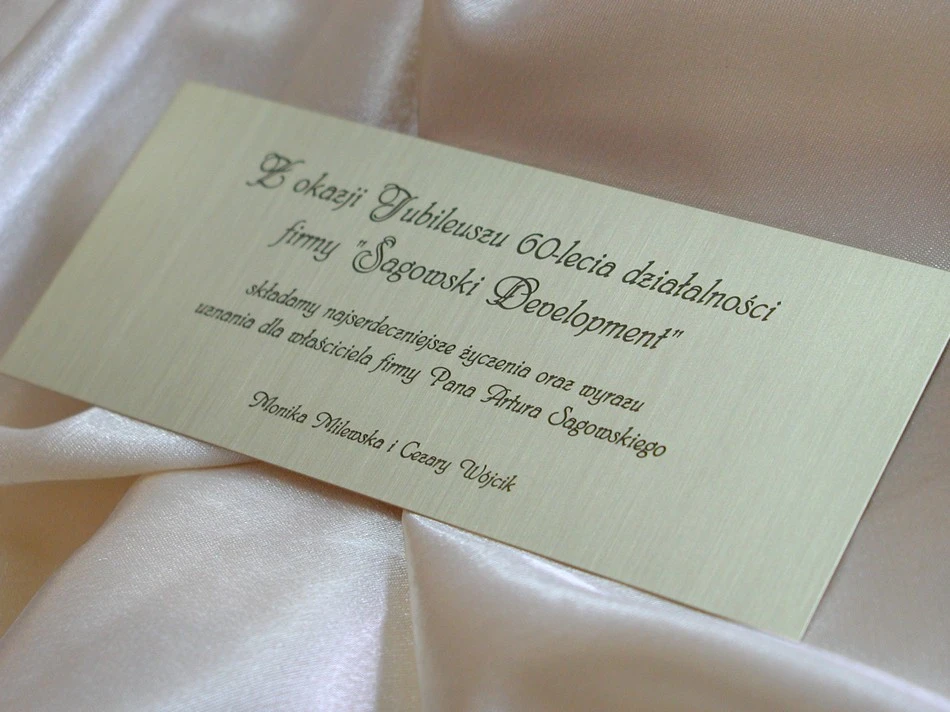 Z okazji Jubileuszu 60-lecia działalności
firmy "Sagowski Development"
składamy najserdeczniejsze życzenia oraz wyrazu
uznania dla właściciela firmy Pana Artura Sagowskiego
Monika Milewska i Cezary Wójcik